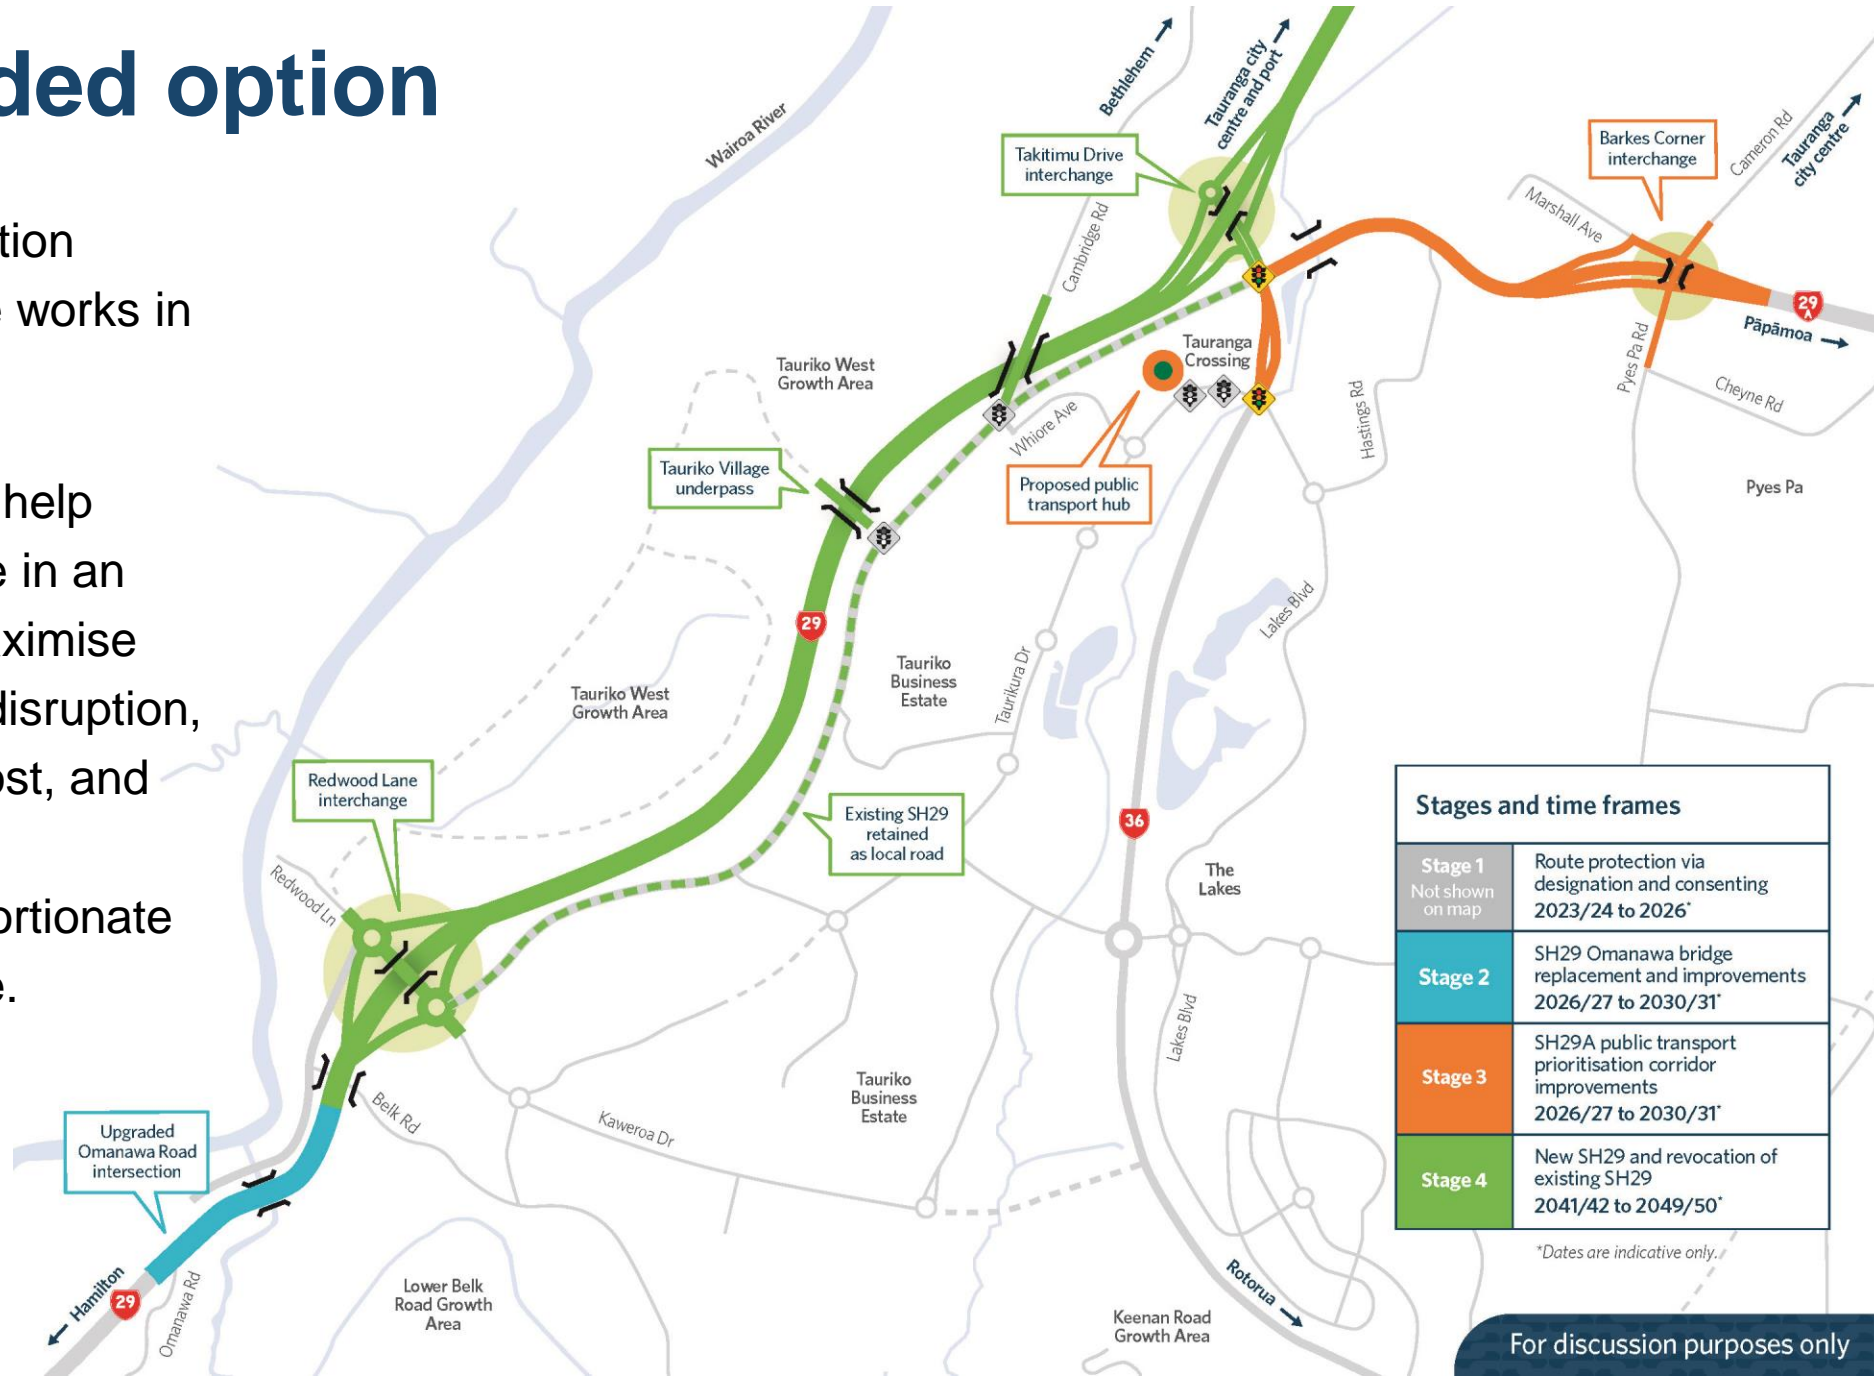 ded option
tion
e works in
help
e in an
aximise
disruption,
ost, and
ortionate
e.
Bethlehem
Tauranga city
centre and port
Wairoa River
Takitimu Drive
interchange
Cambridge Rd
Barkes Corner
interchange
Cameron Rd
Tauranga
city centre
Marshall Ave
29
A
Pāpāmoa
Pyes Pa Rd
Cheyne Rd
Tauranga
Crossing
Tauriko West
Growth Area
Whiore Ave
Hastings Rd
Tauriko Village
underpass
Proposed public
transport hub
Pyes Pa
29
Lakes Blvd
Tauriko
Business
Estate
Taurikura Dr
Tauriko West
Growth Area
Redwood Lane
interchange
Existing SH29
retained
as local road
36
The
Lakes
Redwood Ln
Lakes Blvd
Belk Rd
Kaweroa Dr
Tauriko
Business
Estate
Upgraded
Omanawa Road
intersection
Hamilton
29
Omanawa Rd
Lower Belk
Road Growth
Area
Rotorua
Keenan Road
Growth Area
Stages and time frames
Stage 1
Not shown
on map
Route protection via
designation and consenting
2023/24 to 2026*
Stage 2
SH29 Omanawa bridge
replacement and improvements
2026/27 to 2030/31*
Stage 3
SH29A public transport
prioritisation corridor
improvements
2026/27 to 2030/31*
Stage 4
New SH29 and revocation of
existing SH29
2041/42 to 2049/50*
*Dates are indicative only.
For discussion purposes only